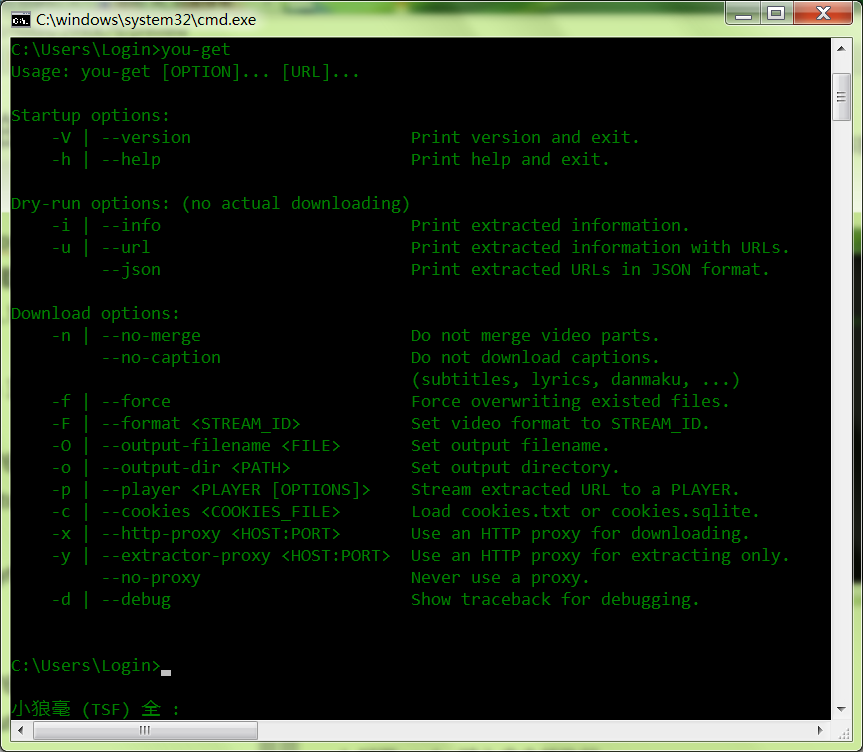 C:\windows\system32\cmd.exe
C:\Users\Login>you-get
Usage: you-get [OPTION]... [URL]...
Startup options:
-V | --version Print version and exit.
-h | --help Print help and exit.
Dry-run options: (no actual downloading)
-i | --info Print extracted information.
-u | --url Print extracted information with URLs.
--json Print extracted URLs in JSON format.
Download options:
-n | --no-merge Do not merge video parts.
--no-caption Do not download captions.
(subtitles, lyrics, danmaku, ...)
-f | --force Force overwriting existed files.
-F | --format <STREAM_ID> Set video format to STREAM_ID.
-O | --output-filename <FILE> Set output filename.
-o | --output-dir <PATH> Set output directory.
-p | --player <PLAYER [OPTIONS]> Stream extracted URL to a PLAYER.
-c | --cookies <COOKIES_FILE> Load cookies.txt or cookies.sqlite.
-x | --http-proxy <HOST:PORT> Use an HTTP proxy for downloading.
-y | --extractor-proxy <HOST:PORT> Use an HTTP proxy for extracting only.
--no-proxy Never use a proxy.
-d | --debug Show traceback for debugging.
C:\Users\Login>
小狼毫 (TSF) 全 :